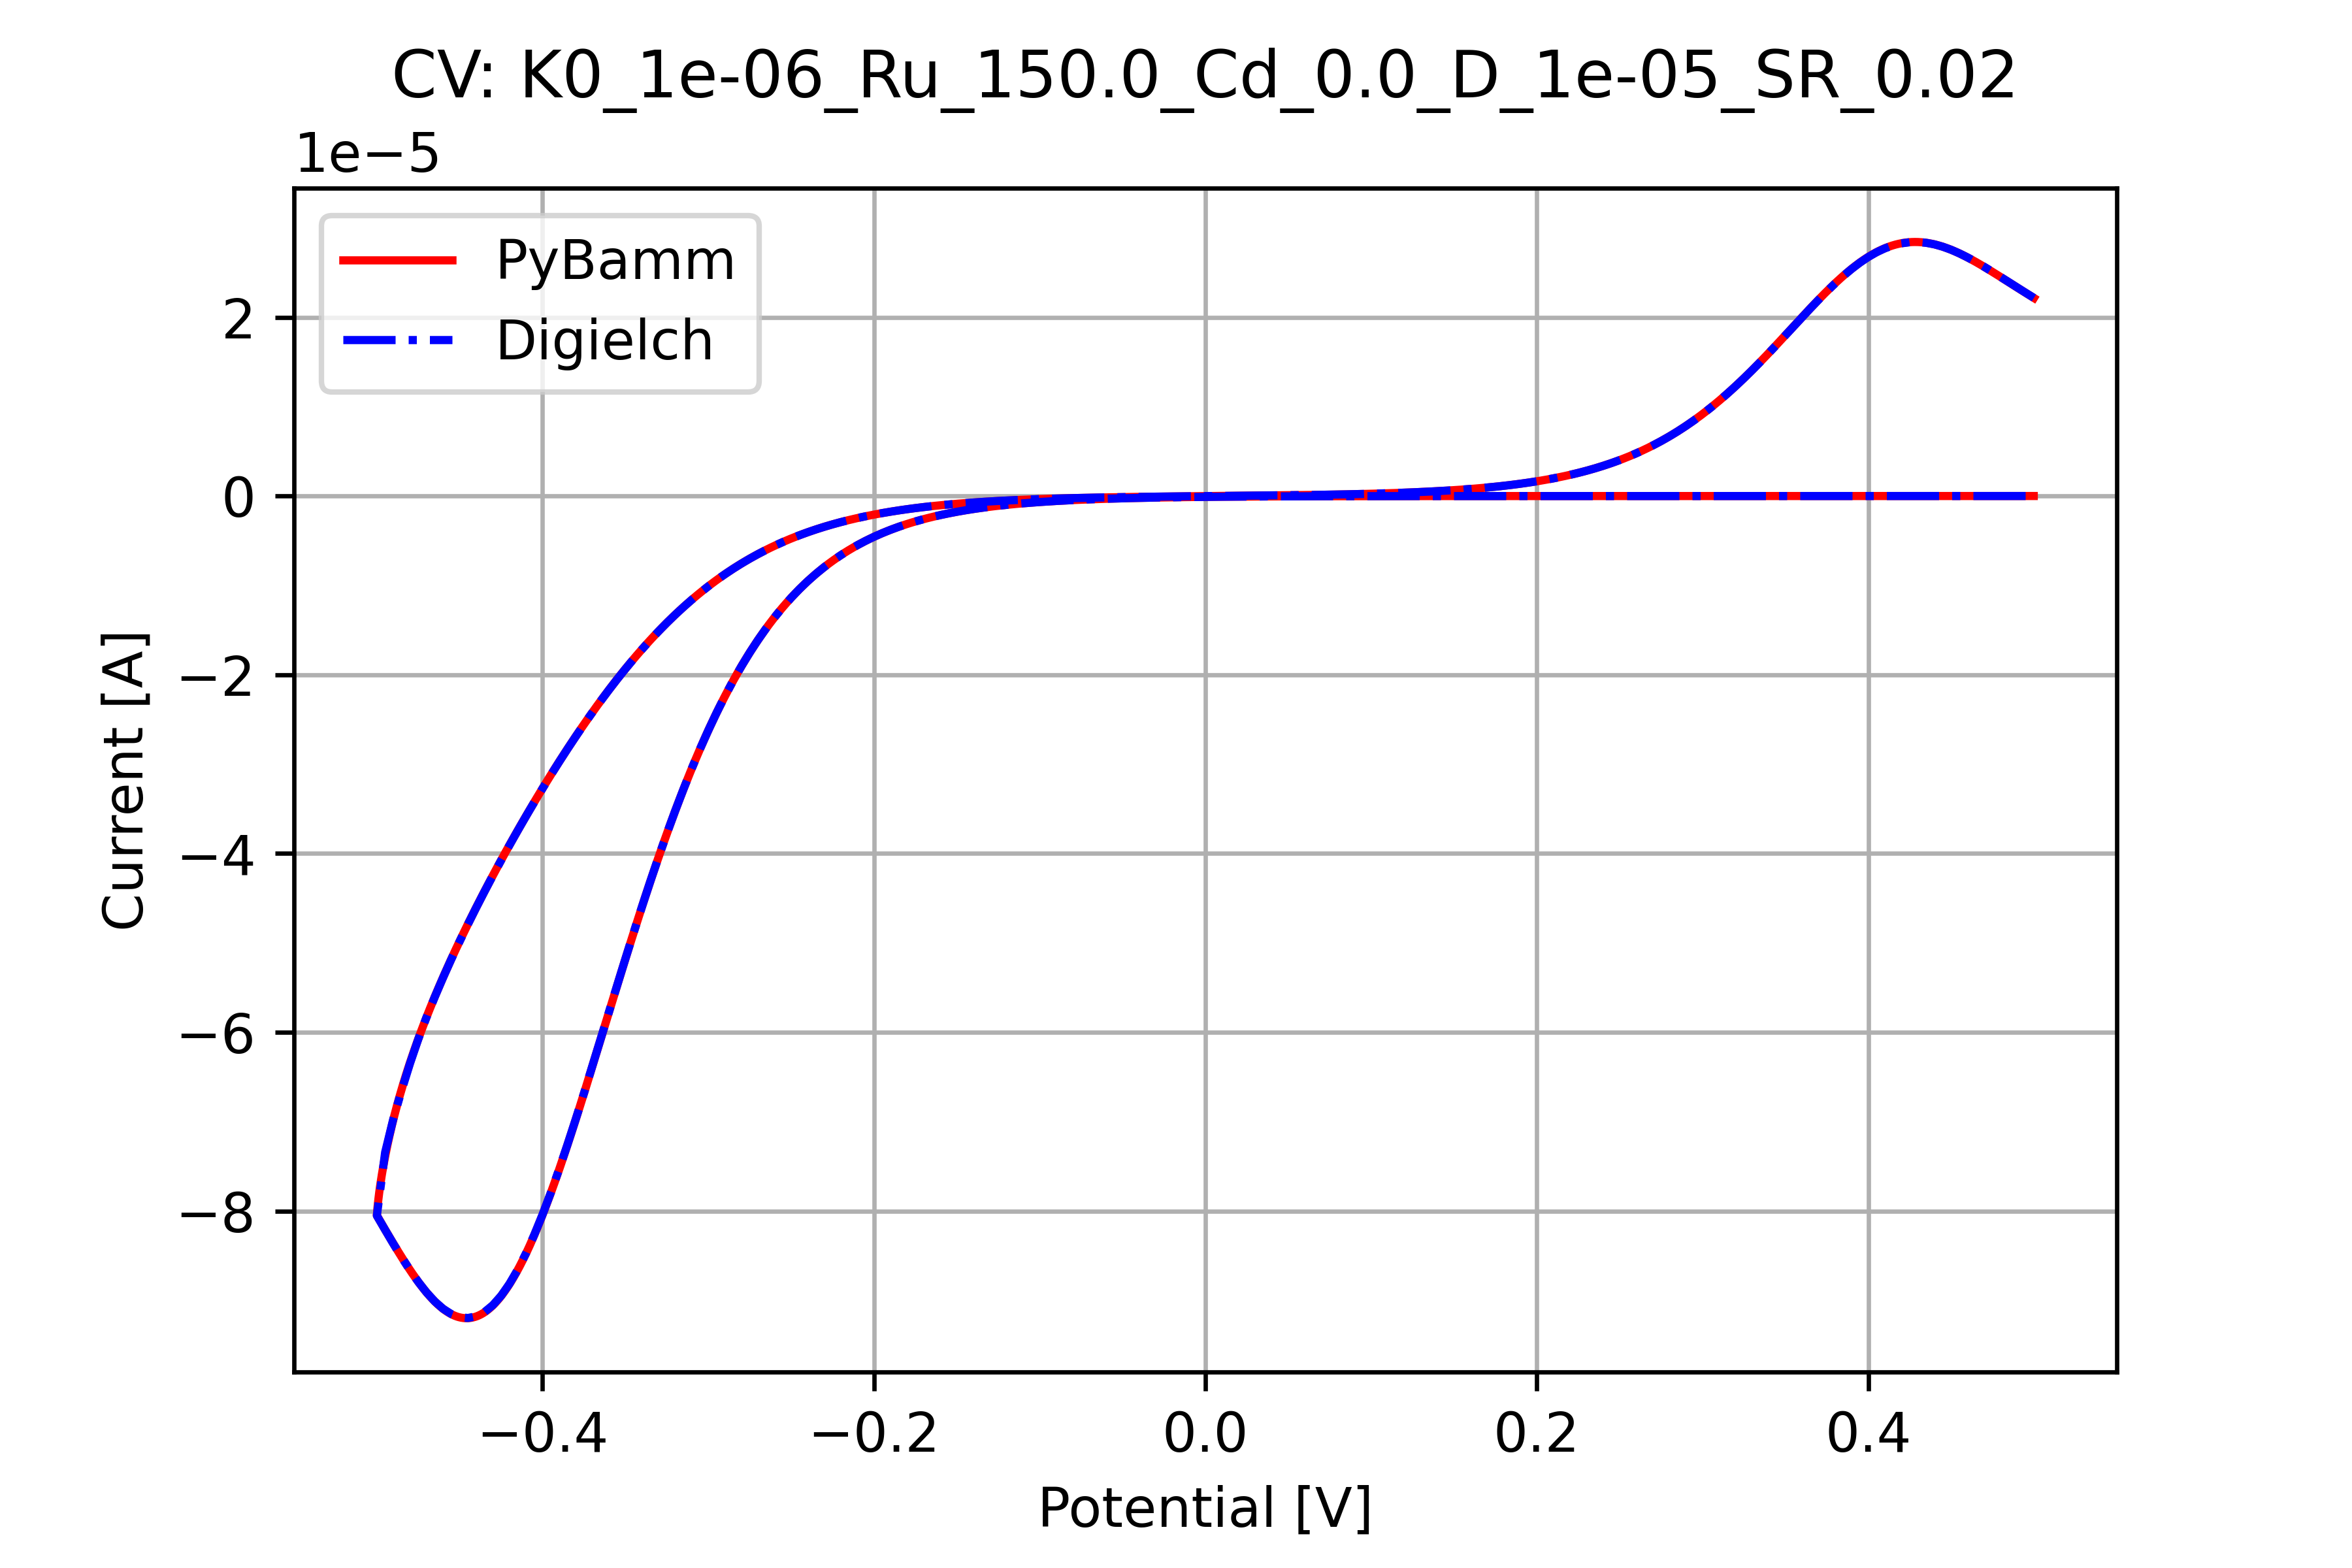 CV: K0_1e-06_Ru_150.0_Cd_0.0_D_1e-05_SR_0.02
1e−5
PyBamm
Digielch
2
0
−2
−4
−6
−8
Current [A]
−0.4 −0.2 0.0 0.2 0.4
Potential [V]